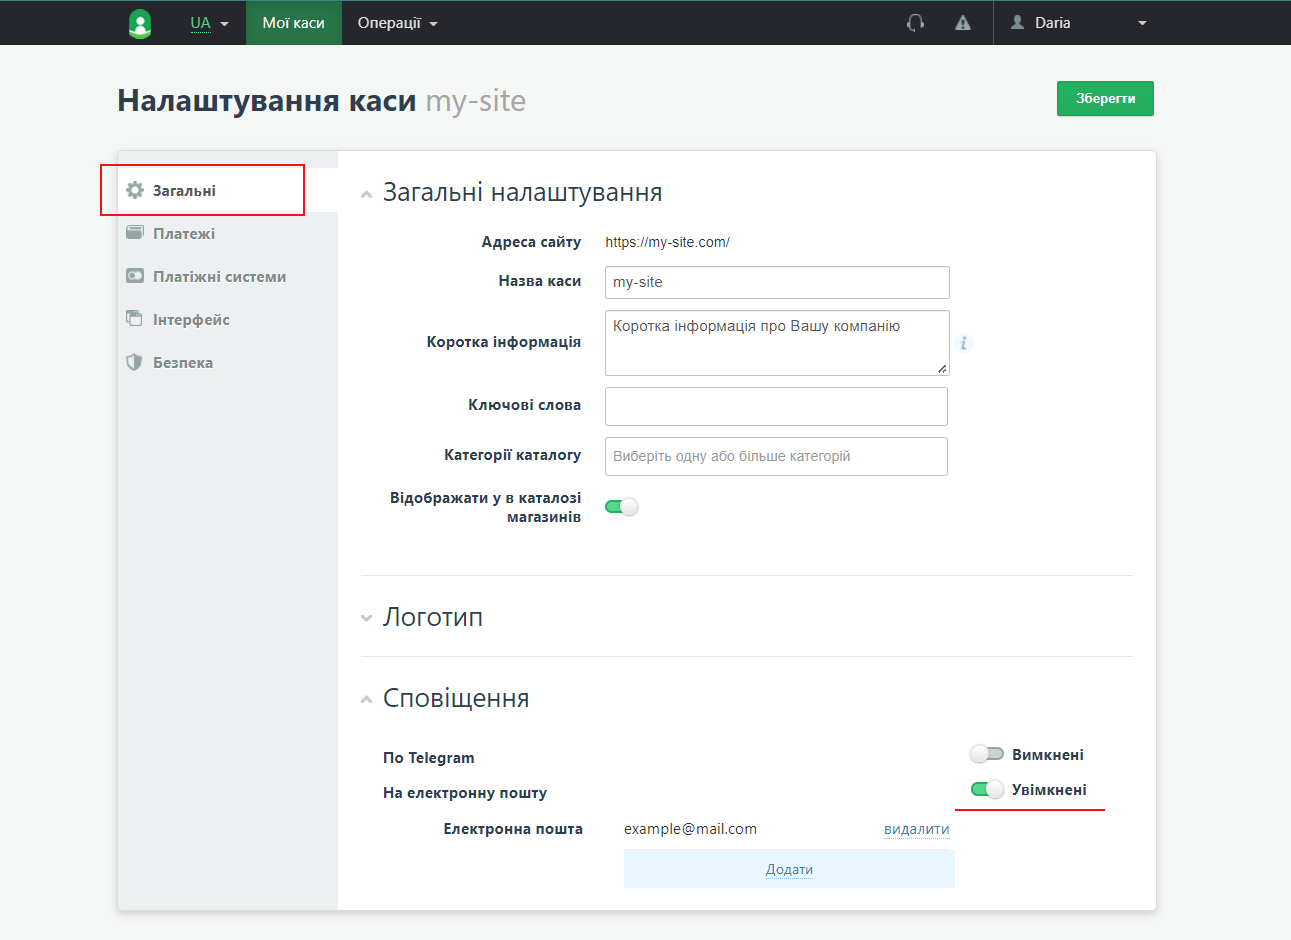 UA
Мої каси
Операції
Daria
Налаштування каси my-site
Зберегти
Загальні
Платежі
Платіжні системи
Інтерфейс
Безпека
Загальні налаштування
Адреса сайту https://my-site.com/
Назва каси my-site
Коротка інформація Коротка інформація про Вашу компанію
i
Ключові слова
Категорії каталогу Виберіть одну або більше категорій
Відображати у в каталозі
магазинів
Логотип
Сповіщення
По Telegram Вимкнені
На електронну пошту Увімкнені
Електронна пошта example@mail.com видалити
Додати